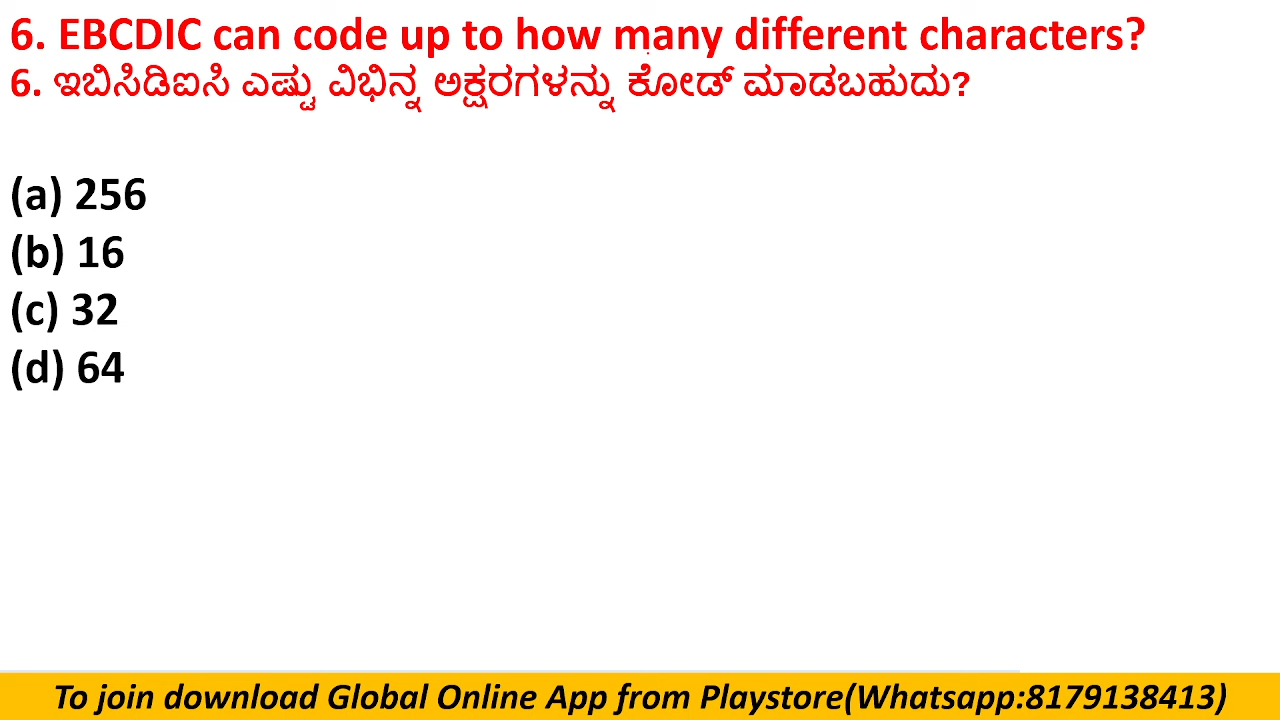 6. EBCDIC can code up to how many different characters?
6. ಇಬಿಸಿಡಿಐಸಿ ಎಷ್ಟು ವಿಭಿನ್ನ ಅಕ್ಷರಗಳನ್ನು ಕೋಡ್ ಮಾಡಬಹುದು?
(a) 256
(b) 16
(c) 32
(d) 64
To join download Global Online App from Playstore(Whatsapp:8179138413)